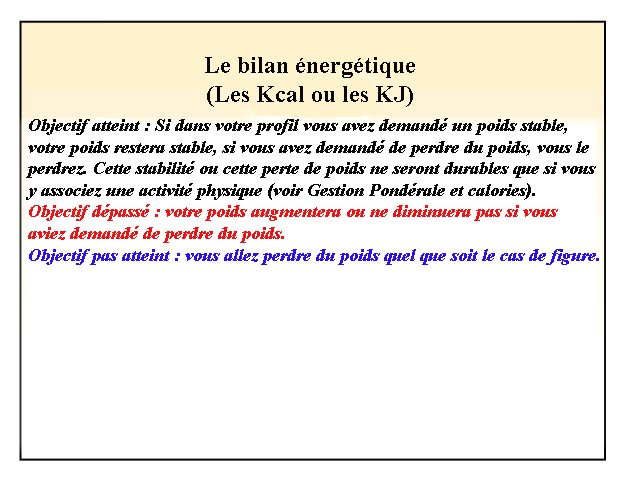 Le bilan énergétique
(Les Kcal ou les KJ)
Objectif atteint : Si dans votre profil vous avez demandé un poids stable,
votre poids restera stable, si vous avez demandé de perdre du poids, vous le
perdrez. Cette stabilité ou cette perte de poids ne seront durables que si vous
y associez une activité physique (voir Gestion Pondérale et calories).
Objectif dépassé : votre poids augmentera ou ne diminuera pas si vous
aviez demandé de perdre du poids.
Objectif pas atteint : vous allez perdre du poids quel que soit le cas de figure.